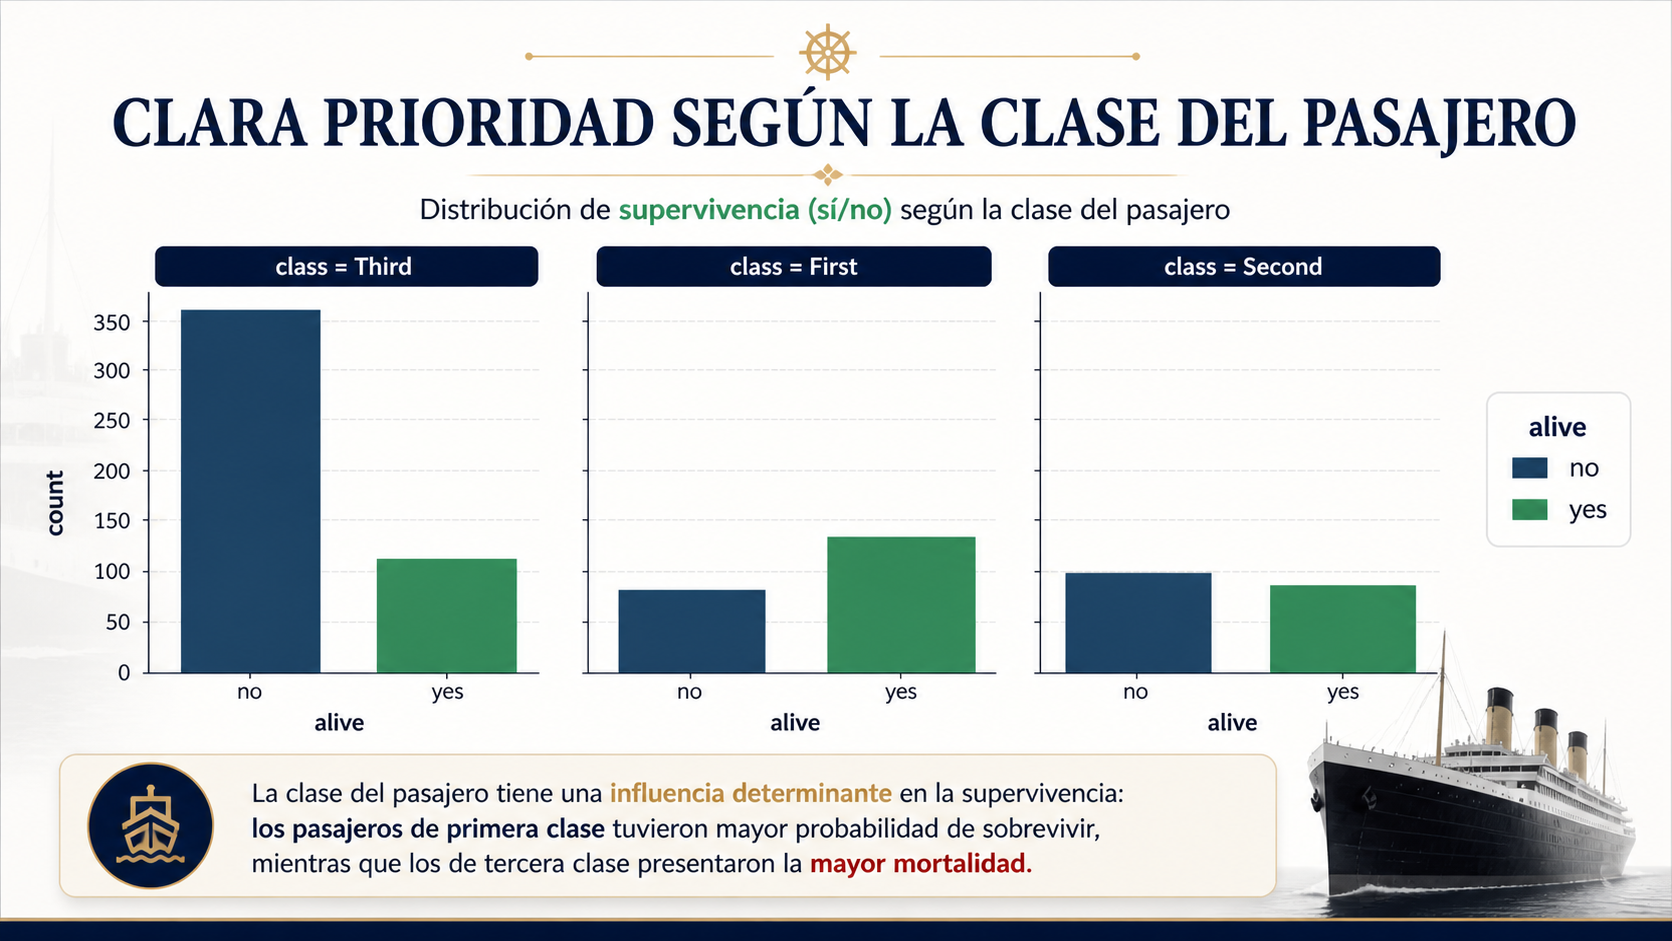 CLARA PRIORIDAD SEGÚN LA CLASE DEL PASAJERO
Distribución de supervivencia (sí/no) según la clase del pasajero
class = Third
class = First
class = Second
count
350
300
250
200
150
100
50
0
no
yes
alive
no
yes
alive
no
yes
alive
alive
no
yes
La clase del pasajero tiene una influencia determinante en la supervivencia:
los pasajeros de primera clase tuvieron mayor probabilidad de sobrevivir,
mientras que los de tercera clase presentaron la mayor mortalidad.